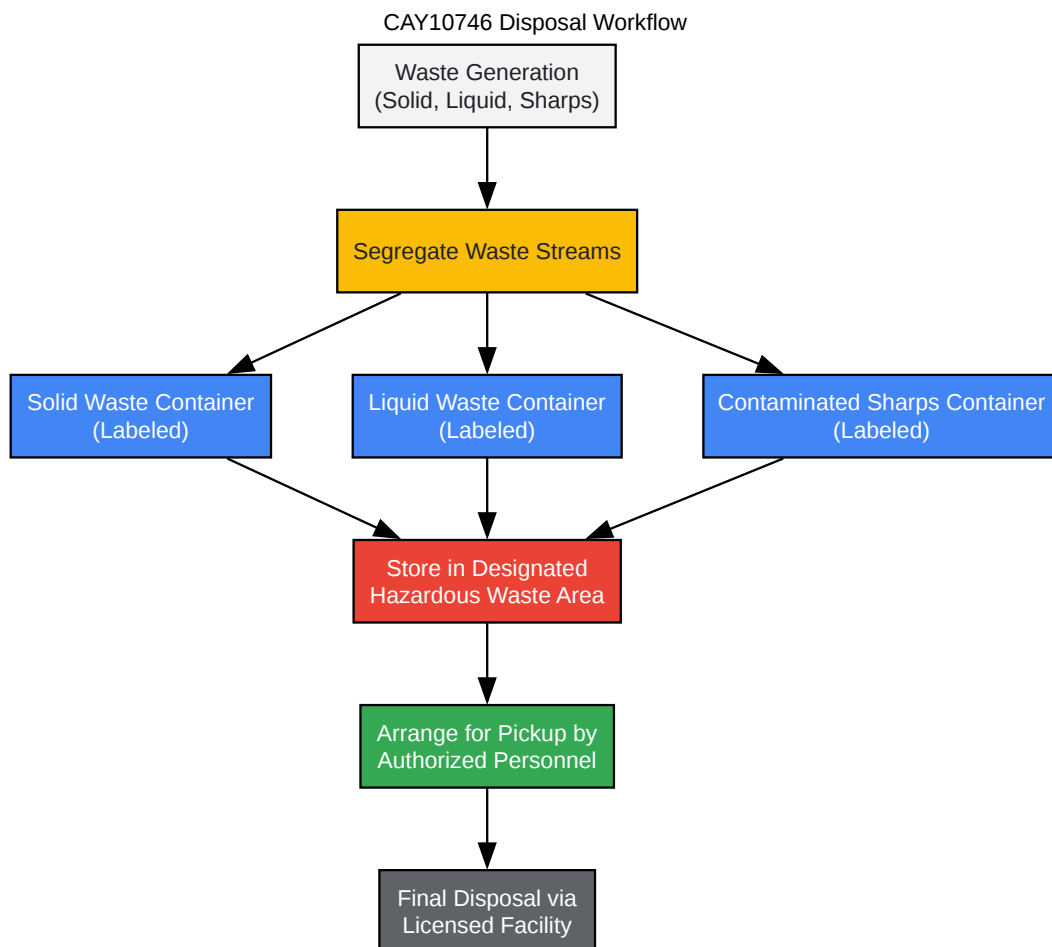 CAY10746 Disposal Workflow
Waste Generation
(Solid, Liquid, Sharps)
Segregate Waste Streams
Solid Waste Container
(Labeled)
Liquid Waste Container
(Labeled)
Contaminated Sharps Container
(Labeled)
Store in Designated
Hazardous Waste Area
Arrange for Pickup by
Authorized Personnel
Final Disposal via
Licensed Facility